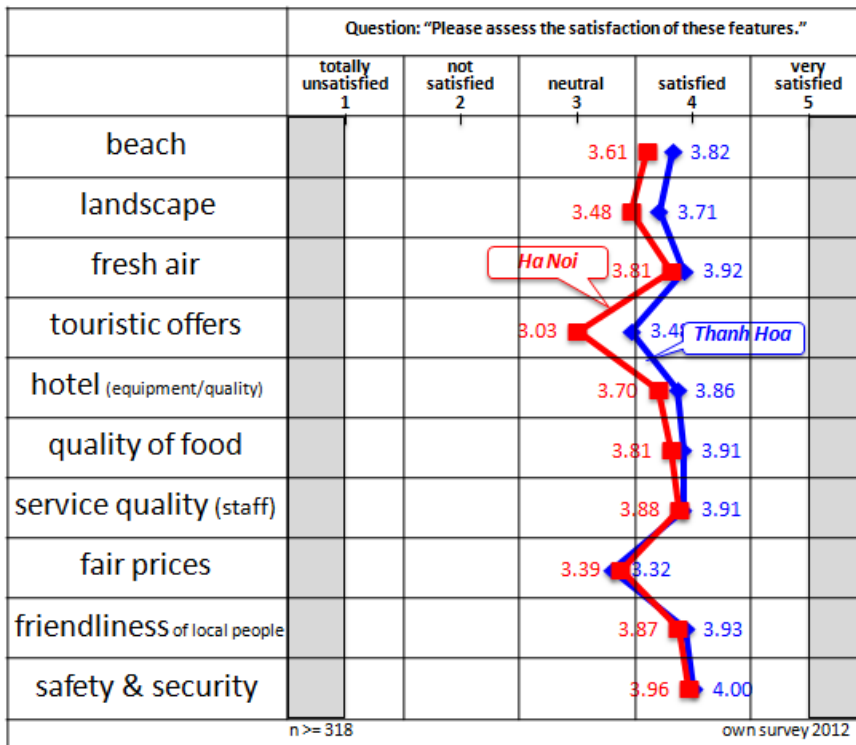 Question: “Please assess the satisfaction of these features.”
totally unsatisfied 1
not satisfied 2
neutral 3
satisfied 4
very satisfied 5
beach 3.61 3.82
landscape 3.48 3.71
Ha Noi
fresh air 3.81 3.92
touristic offers 3.03
Thanh Hoa
hotel (equipment/quality) 3.70 3.86
quality of food 3.81 3.91
service quality (staff) 3.88 3.91
fair prices 3.39 3.32
friendliness of local people 3.87 3.93
safety & security 3.96 4.00
n >= 318 own survey 2012